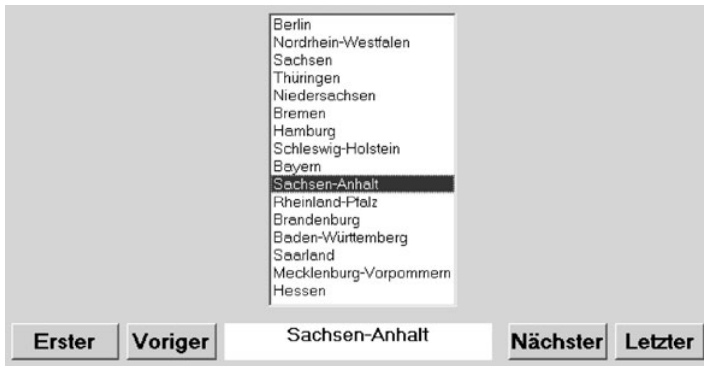 Berlin
Nordrhein-Westfalen
Sachsen
Thüringen
Niedersachsen
Bremen
Hamburg
Schleswig-Holstein
Bayern
Sachsen-Anhalt
Rheinland-Pfalz
Brandenburg
Baden-Württemberg
Saarland
Mecklenburg-Vorpommern
Hessen
Erster Voriger Sachsen-Anhalt Nächster Letzter